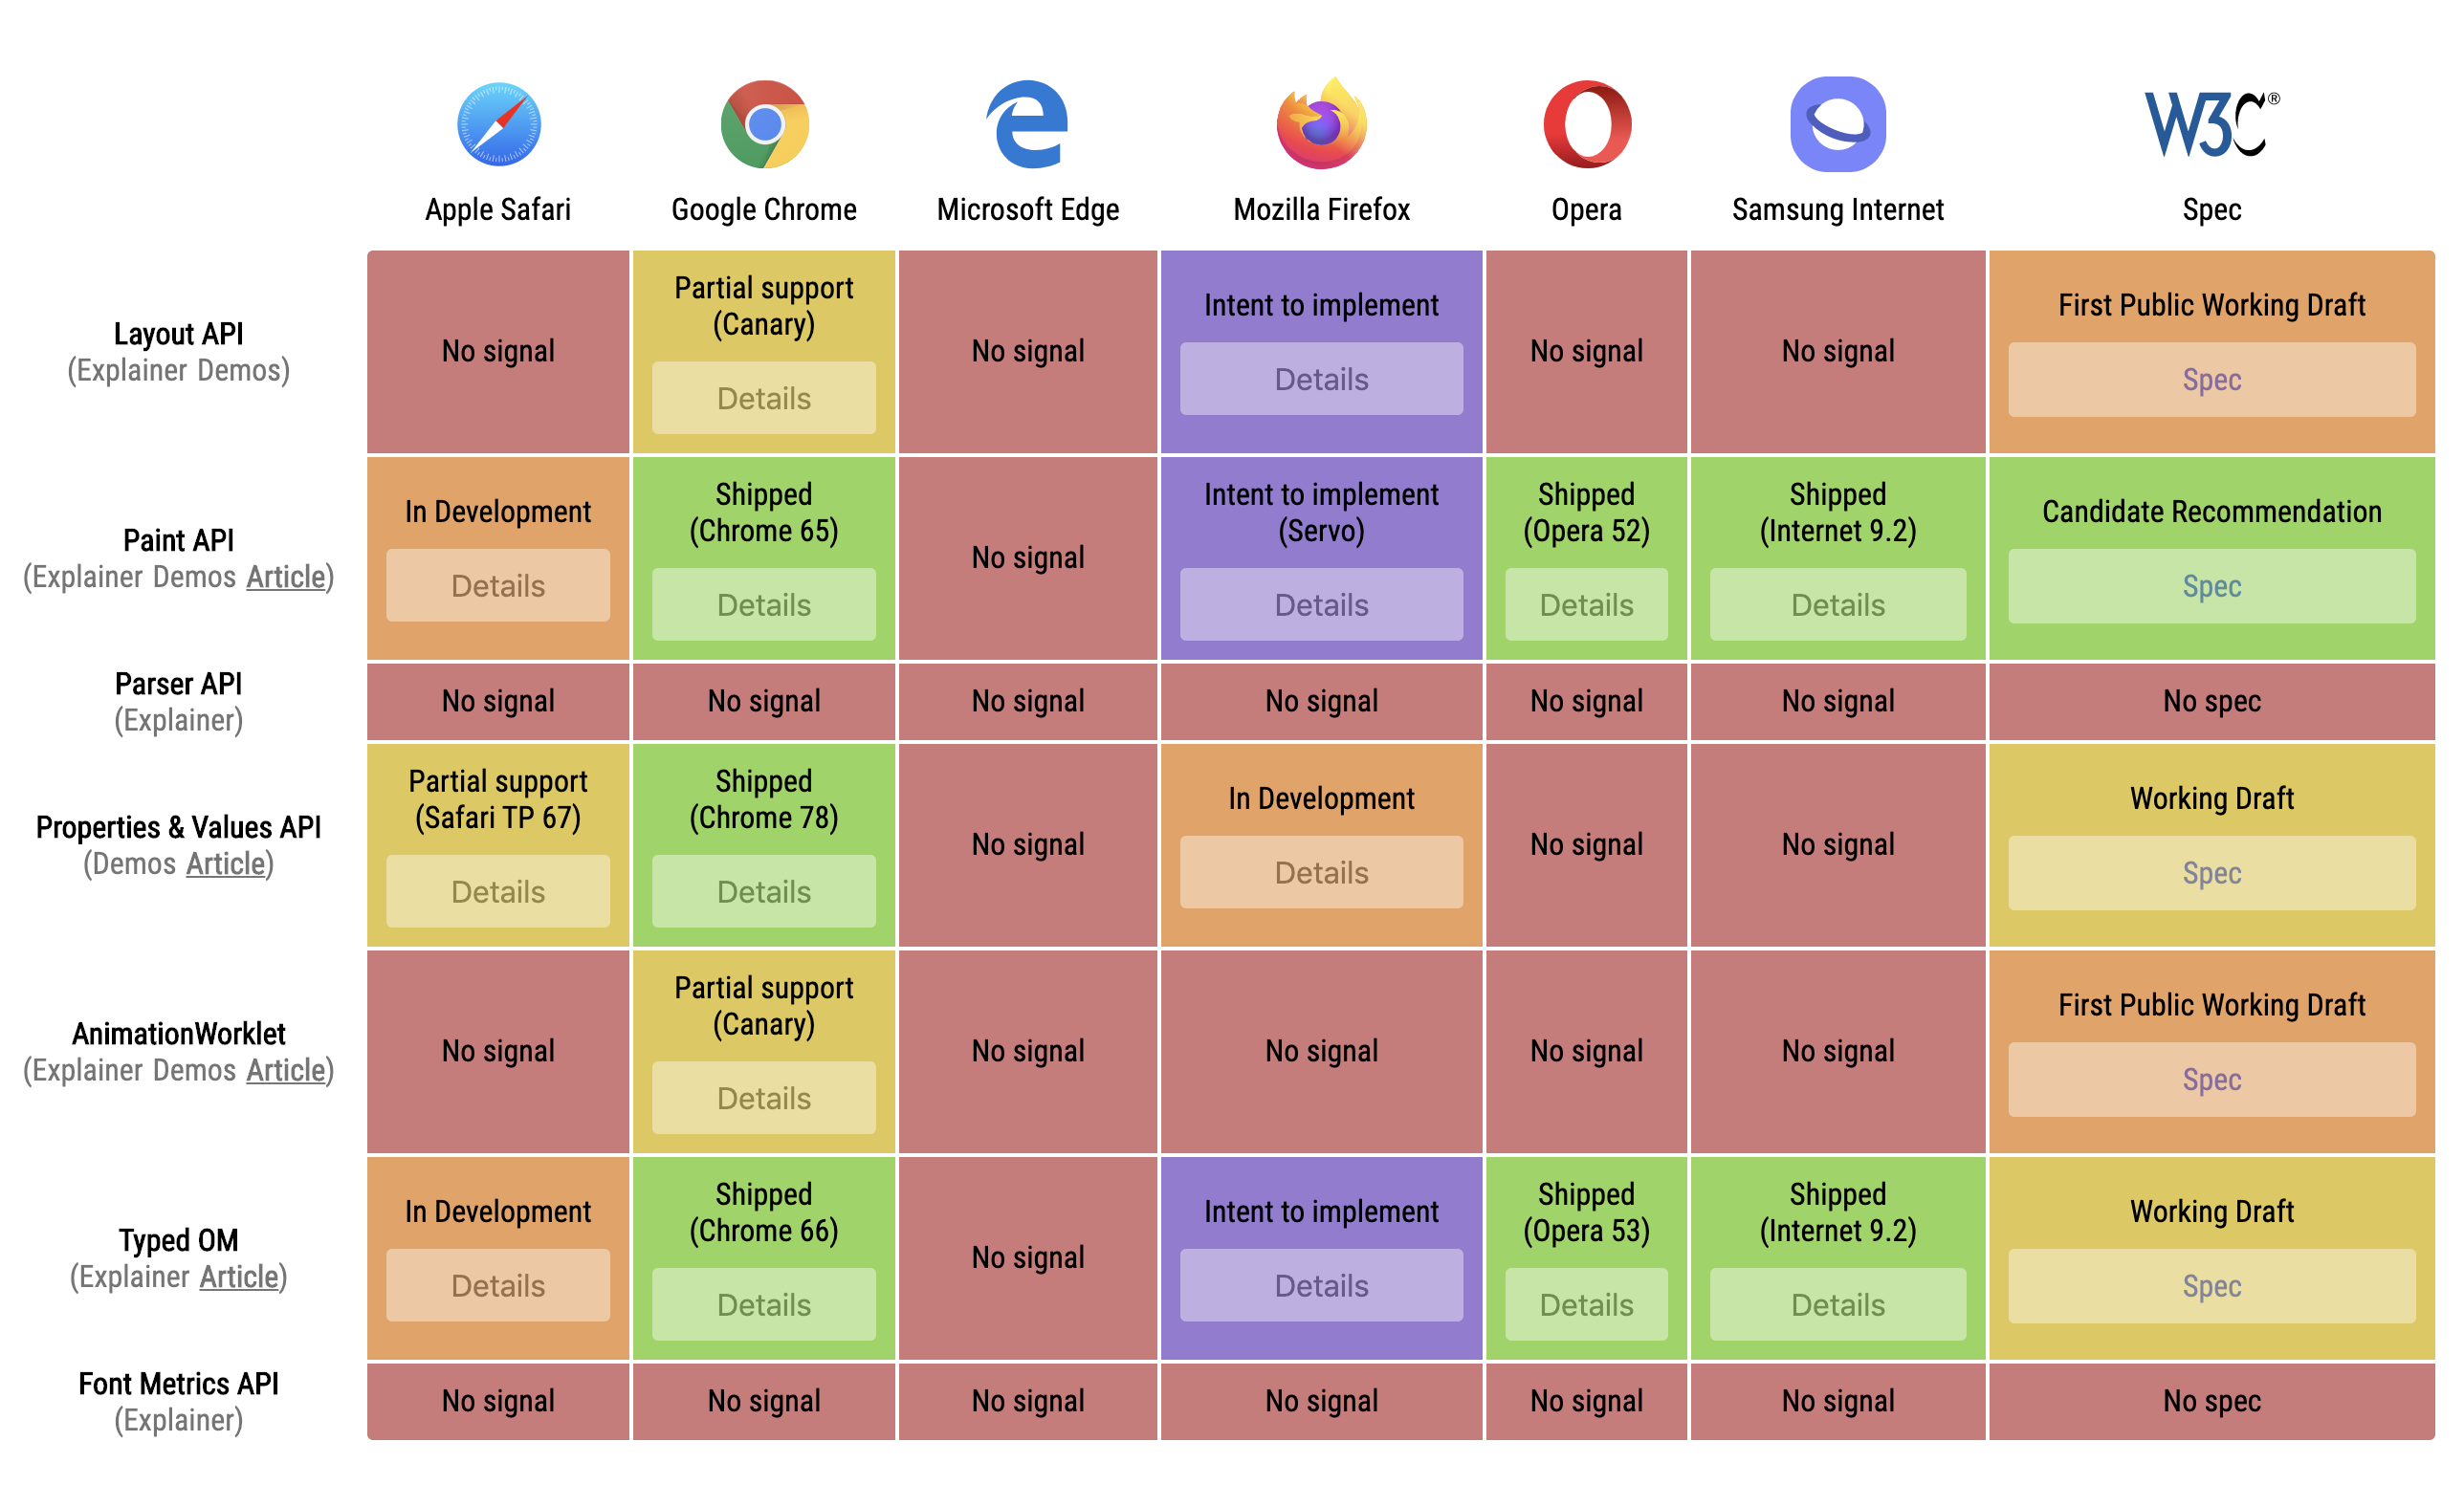 W3C®
Apple Safari
Google Chrome
Microsoft Edge
Mozilla Firefox
Opera
Samsung Internet
Spec
Layout API
(Explainer Demos)
No signal
Partial support
(Canary)
Details
No signal
Intent to implement
Details
No signal
No signal
First Public Working Draft
Spec
Paint API
(Explainer Demos Article)
In Development
Details
Shipped
(Chrome 65)
Details
No signal
Intent to implement
(Servo)
Details
Shipped
(Opera 52)
Details
Shipped
(Internet 9.2)
Details
Candidate Recommendation
Spec
Parser API
(Explainer)
No signal
No signal
No signal
No signal
No signal
No signal
No spec
Properties & Values API
(Demos Article)
Partial support
(Safari TP 67)
Details
Shipped
(Chrome 78)
Details
No signal
In Development
Details
No signal
No signal
Working Draft
Spec
AnimationWorklet
(Explainer Demos Article)
No signal
Partial support
(Canary)
Details
No signal
No signal
No signal
No signal
First Public Working Draft
Spec
Typed OM
(Explainer Article)
In Development
Details
Shipped
(Chrome 66)
Details
No signal
Intent to implement
Details
Shipped
(Opera 53)
Details
Shipped
(Internet 9.2)
Details
Working Draft
Spec
Font Metrics API
(Explainer)
No signal
No signal
No signal
No signal
No signal
No signal
No spec